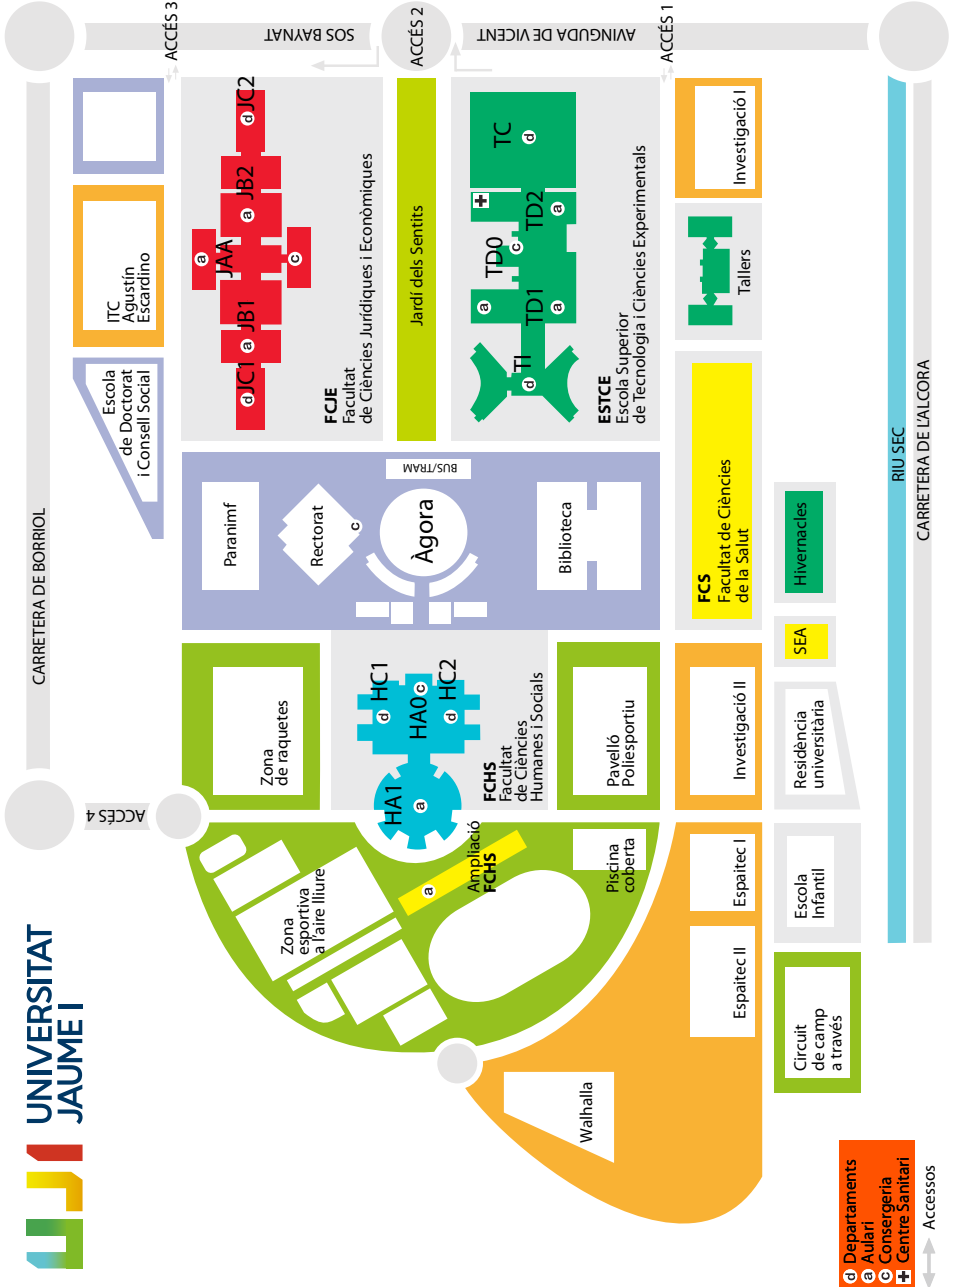 UNIVERSITAT
JAUME I
CARRETERA DE BORRIOL
ACCÉS 4
ACCÉS 3
SOS BAYNAT
ACCÉS 2
AVINGUDA DE VICENT
ACCÉS 1
ITC
Agustín
Escardino
Escola
de Doctorat
i Consell Social
JC1
d
JB1
a
JAA
a
c
JB2
a
JC2
d
FCJE
Facultat
de Ciències Jurídiques i Econòmiques
Jardí dels Sentits
TI
d
TD1
a
a
TD0
c
TD2
a
TC
d
ESTCE
Escola Superior
de Tecnologia i Ciències Experimentals
Investigació I
Tallers
Paranimf
Rectorat
c
BUS/TRAM
Àgora
Biblioteca
FCS
Facultat de Ciències
de la Salut
Hivernacles
SEA
RIU SEC
CARRETERA DE L'ALCORA
Zona
de raquetes
HA1
a
HC1
d
HA0
c
HC2
d
FCHS
Facultat
de Ciències
Humanes i Socials
Pavelló
Poliesportiu
Investigació II
Residència
universitària
Zona
esportiva
a l'aire lliure
a
Ampliació
FCHS
Piscina
coberta
Espaitec I
Espaitec II
Escola
Infantil
Circuit
de camp
a través
Walhalla
d Departaments
a Aulari
c Consergeria
Centre Sanitari
Accessos